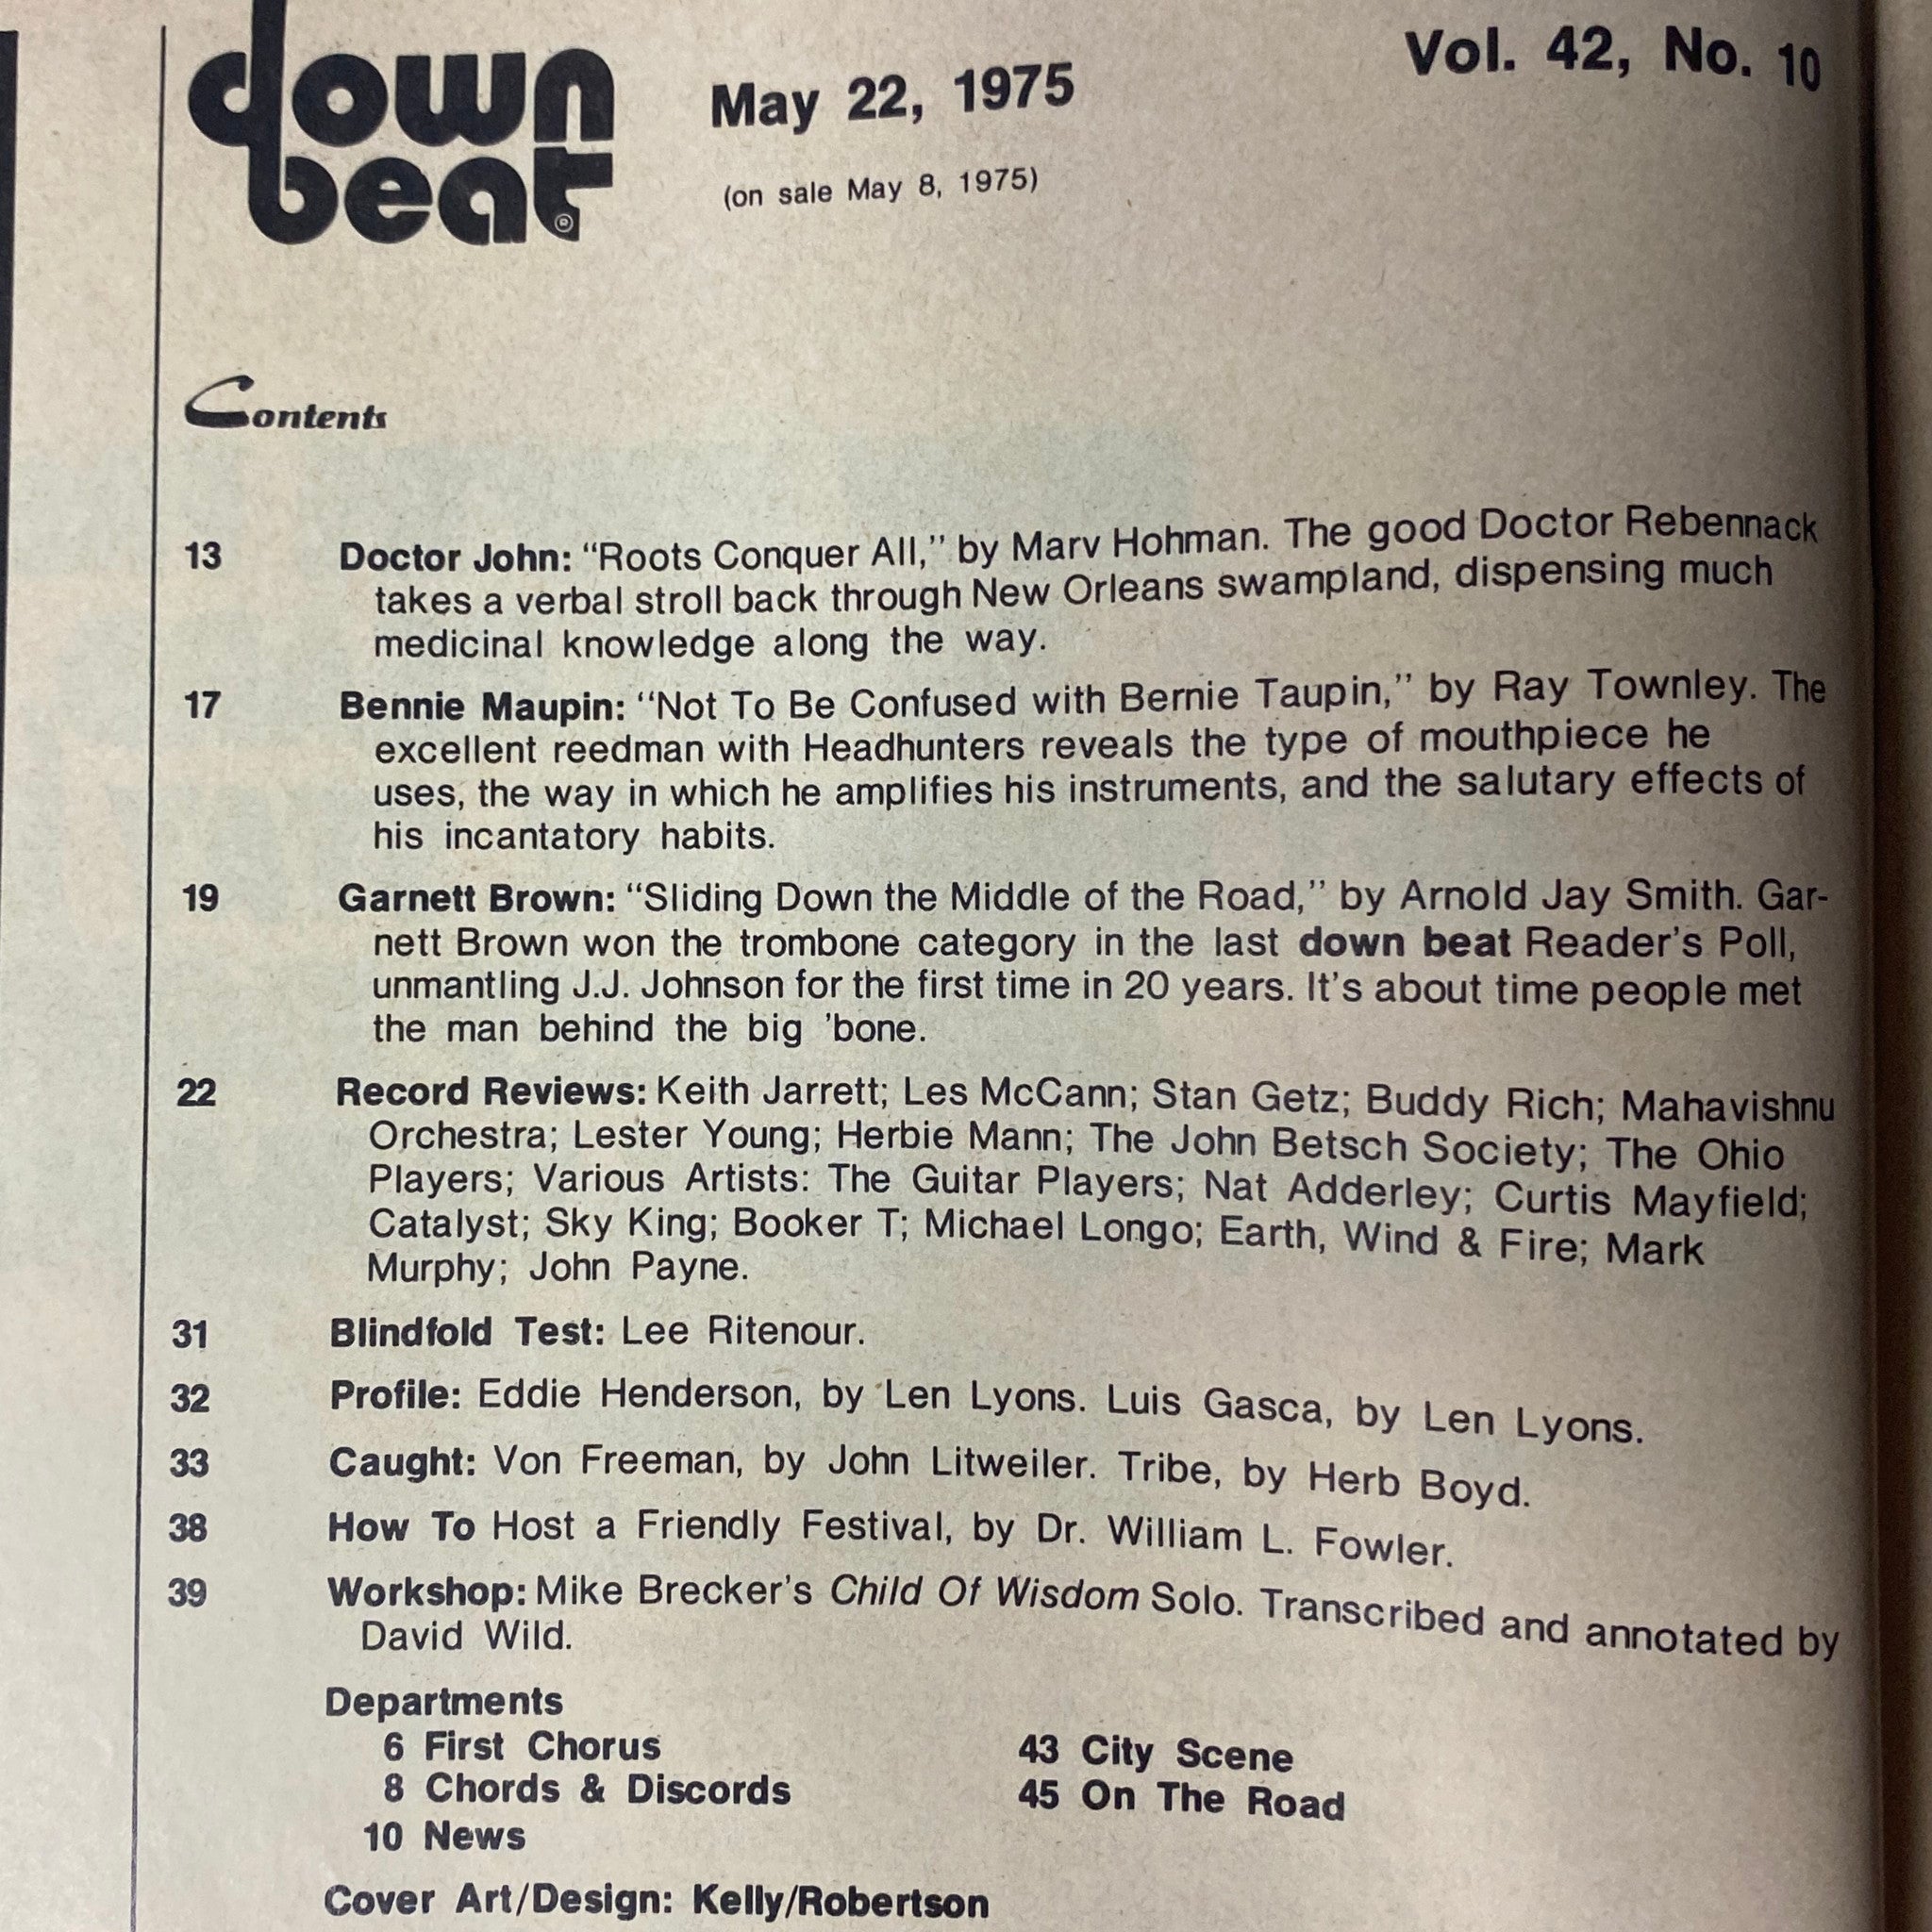 down
beat®
May 22, 1975
(on sale May 8, 1975)
Vol. 42, No. 10
Contents
13 Doctor John: “Roots Conquer All,” by Marv Hohman. The good Doctor Rebennack
takes a verbal stroll back through New Orleans swampland, dispensing much
medicinal knowledge along the way.
17 Bennie Maupin: “Not To Be Confused with Bernie Taupin,” by Ray Townley. The
excellent reedman with Headhunters reveals the type of mouthpiece he
uses, the way in which he amplifies his instruments, and the salutary effects of
his incantatory habits.
19 Garnett Brown: “Sliding Down the Middle of the Road,” by Arnold Jay Smith. Gar-
nett Brown won the trombone category in the last down beat Reader’s Poll,
unmantling J.J. Johnson for the first time in 20 years. It’s about time people met
the man behind the big ’bone.
22 Record Reviews: Keith Jarrett; Les McCann; Stan Getz; Buddy Rich; Mahavishnu
Orchestra; Lester Young; Herbie Mann; The John Betsch Society; The Ohio
Players; Various Artists: The Guitar Players; Nat Adderley; Curtis Mayfield;
Catalyst; Sky King; Booker T; Michael Longo; Earth, Wind & Fire; Mark
Murphy; John Payne.
31 Blindfold Test: Lee Ritenour.
32 Profile: Eddie Henderson, by Len Lyons. Luis Gasca, by Len Lyons.
33 Caught: Von Freeman, by John Litweiler. Tribe, by Herb Boyd.
38 How To Host a Friendly Festival, by Dr. William L. Fowler.
39 Workshop: Mike Brecker’s Child Of Wisdom Solo. Transcribed and annotated by
David Wild.
Departments
6 First Chorus
8 Chords & Discords
10 News
43 City Scene
45 On The Road
Cover Art/Design: Kelly/Robertson